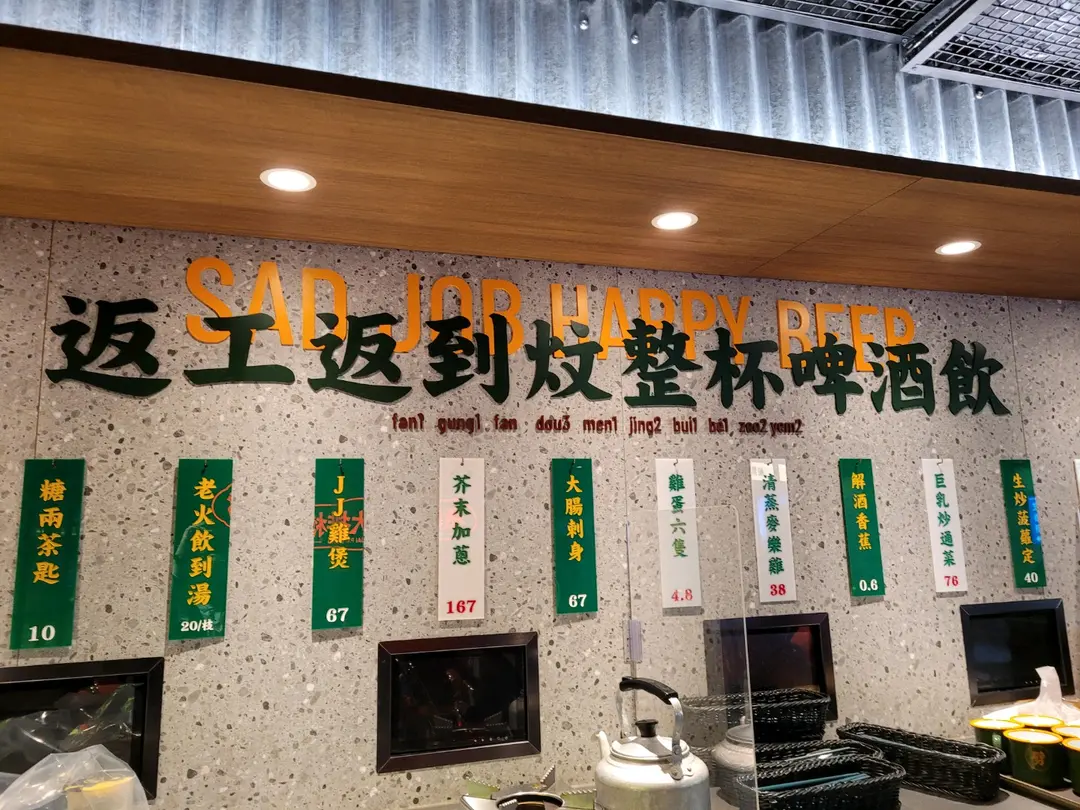 SAD JOB HAPPY BEER
返工返到炆整杯啤酒飲
fan1 gung1 fan dou3 men1 jing2 bui1 bé1 zao2 yem2
糖兩茶匙
10
老火飲到湯
20/枝
JJ雞煲
67
芥末加蔥
167
大腸刺身
67
雞蛋六隻
4.8
清蒸麥樂雞
38
解酒香蕉
0.6
巨乳炒通菜
76
生炒菠蘿定
40